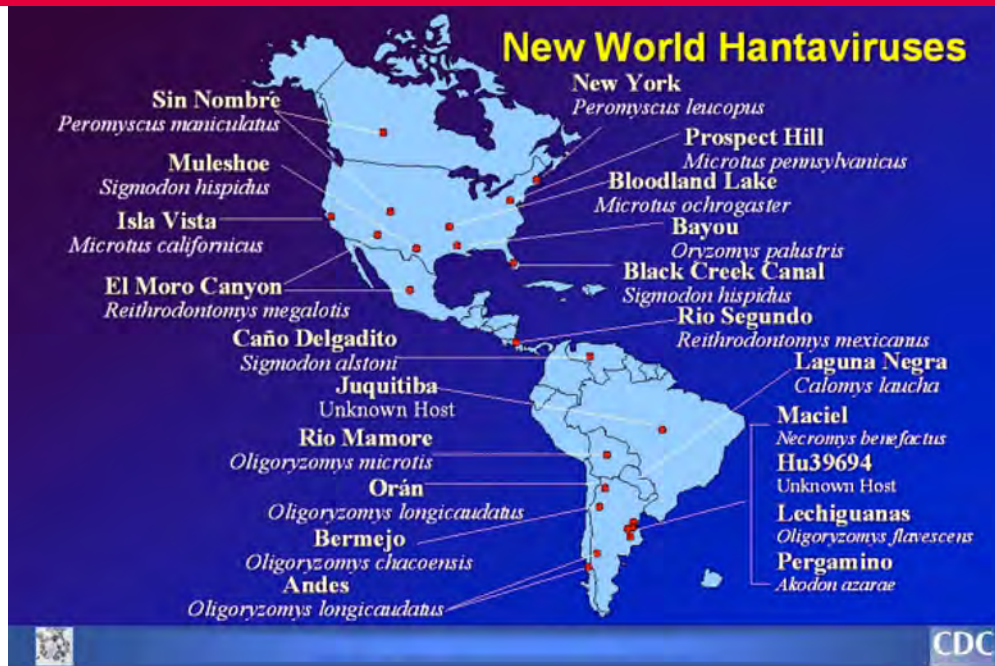 New World Hantaviruses
Sin Nombre
Peromyscus maniculatus
Muleshoe
Sigmodon hispidus
Isla Vista
Microtus californicus
El Moro Canyon
Reithrodontomys megalotis
Caño Delgadito
Sigmodon alstoni
Juquitiba
Unknown Host
Rio Mamore
Oligoryzomys microtis
Orán
Oligoryzomys longicaudatus
Bermejo
Oligoryzomys chacoensis
Andes
Oligoryzomys longicaudatus
New York
Peromyscus leucopus
Prospect Hill
Microtus pennsylvanicus
Bloodland Lake
Microtus ochrogaster
Bayou
Oryzomys palustris
Black Creek Canal
Sigmodon hispidus
Rio Segundo
Reithrodontomys mexicanus
Laguna Negra
Calomys laucha
Maciel
Necromys benefactus
Hu39694
Unknown Host
Lechiguanas
Oligoryzomys flavescens
Pergamino
Akodon azarae
CDC